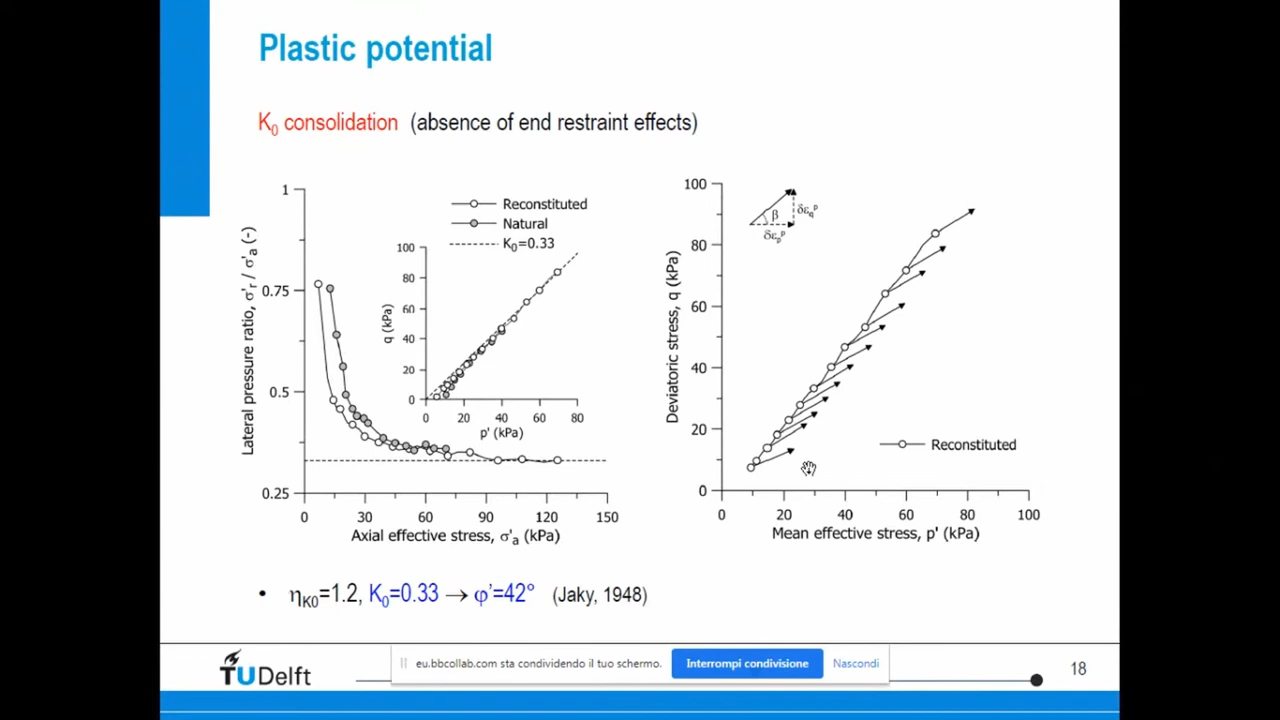 Plastic potential
K0 consolidation (absence of end restraint effects)
Lateral pressure ratio, σ'r / σ'a (-)
1
0.75
0.5
0.25
0 30 60 90 120 150
Axial effective stress, σ'a (kPa)
Reconstituted
Natural
K0=0.33
q (kPa)
100
80
60
40
20
0
0 20 40 60 80
p' (kPa)
Deviatoric stress, q (kPa)
100
80
60
40
20
0
β
δεqp
δεpp
Reconstituted
0 20 40 60 80 100
Mean effective stress, p' (kPa)
• ηK0=1.2, K0=0.33 → φ'=42° (Jaky, 1948)
TUDelft
eu.bbcollab.com sta condividendo il tuo schermo.
Interrompi condivisione
Nascondi
18